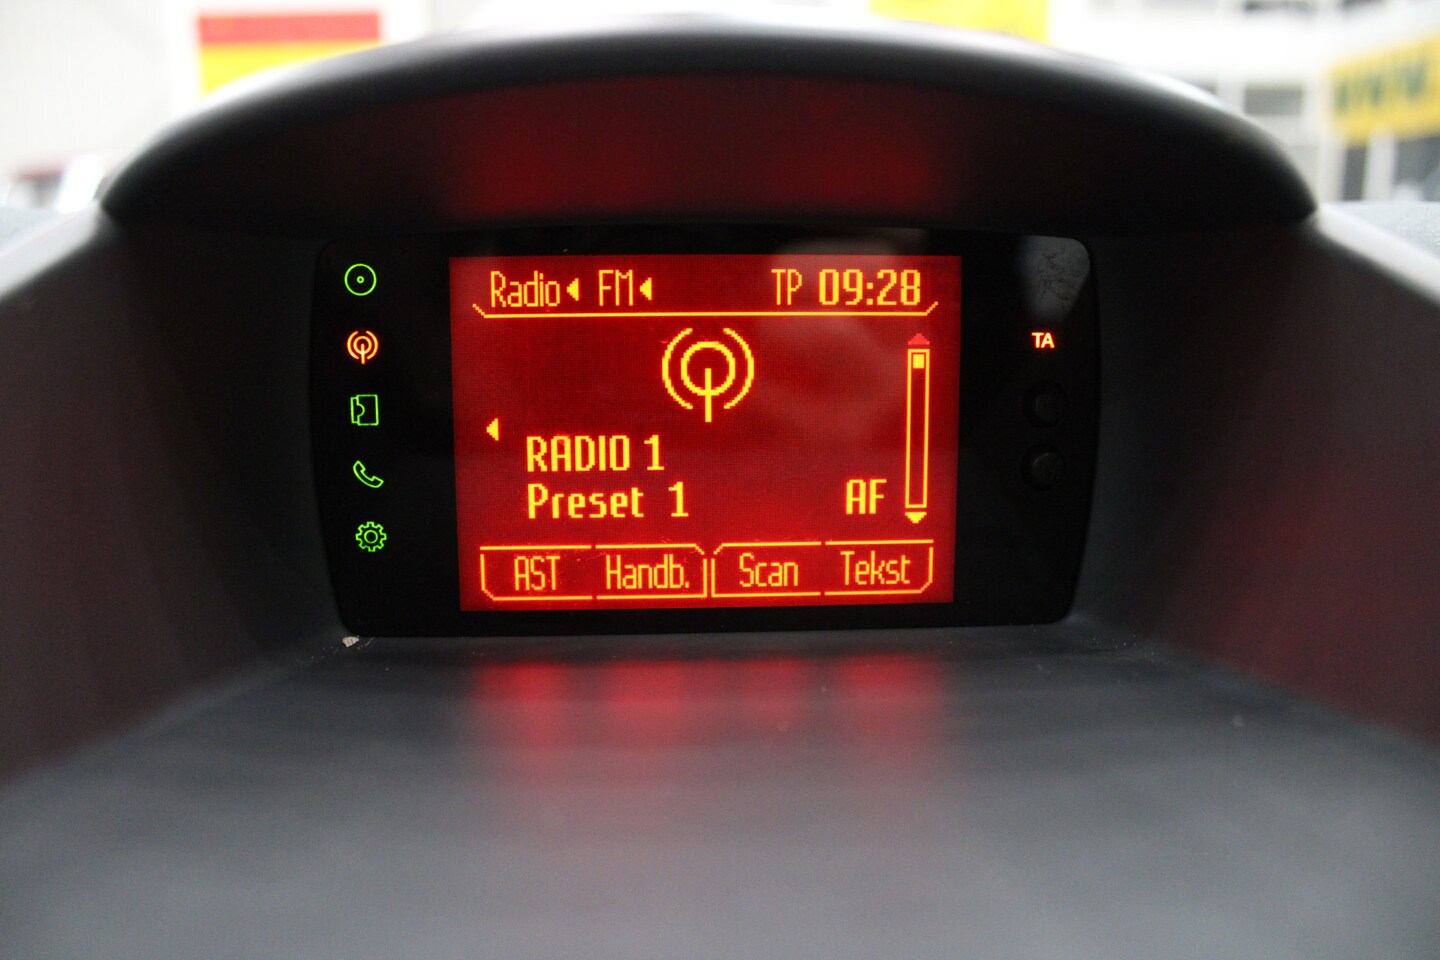 Radio FM TP 09:28
TA
RADIO 1
Preset 1 AF
AST Handb. Scan Tekst